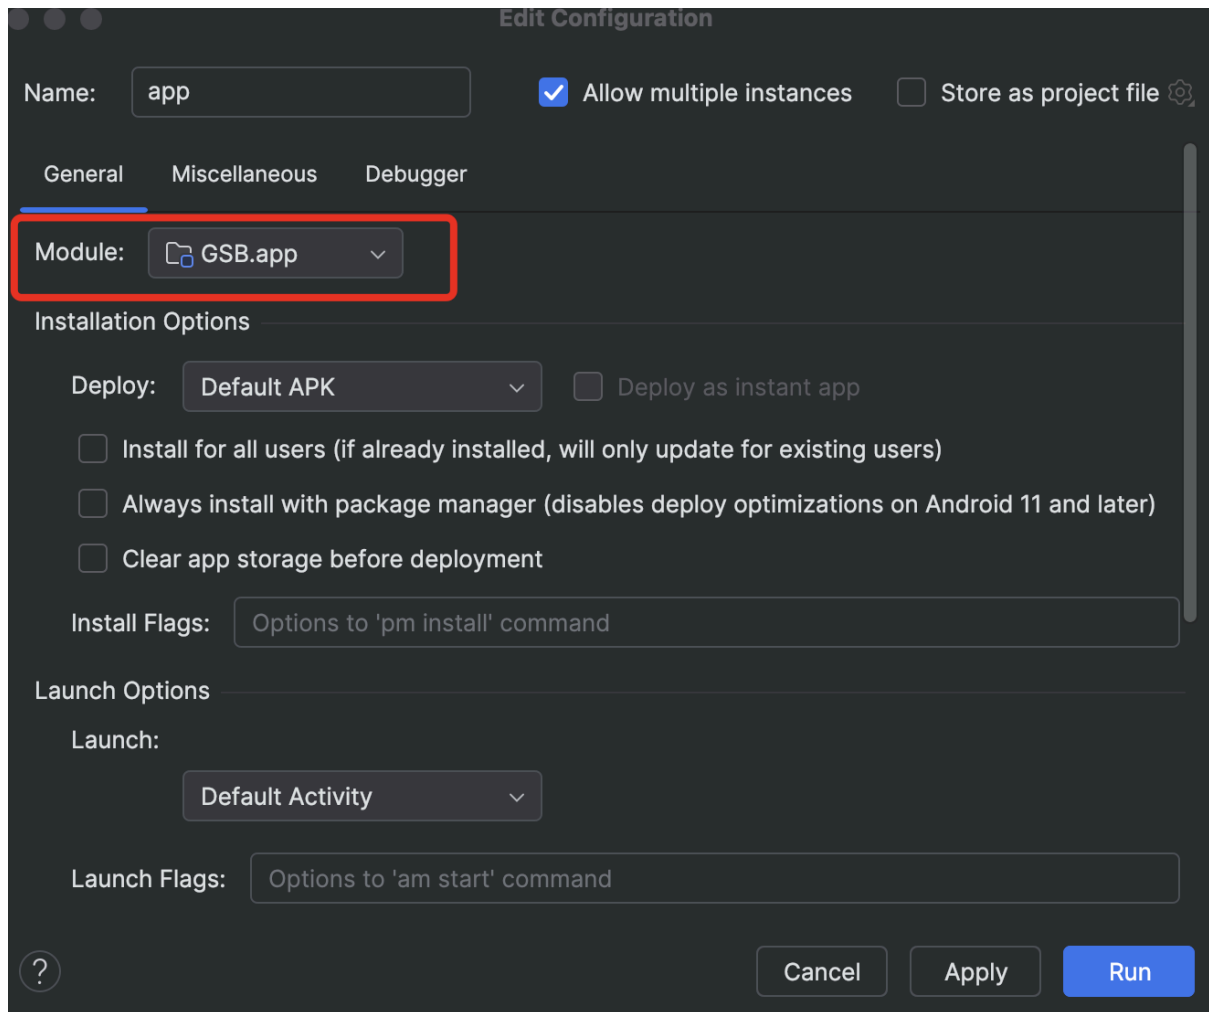 Edit Configuration
Name: app Allow multiple instances Store as project file
General Miscellaneous Debugger
Module: GSB.app
Installation Options
Deploy: Default APK Deploy as instant app
Install for all users (if already installed, will only update for existing users)
Always install with package manager (disables deploy optimizations on Android 11 and later)
Clear app storage before deployment
Install Flags: Options to 'pm install' command
Launch Options
Launch:
Default Activity
Launch Flags: Options to 'am start' command
? Cancel Apply Run